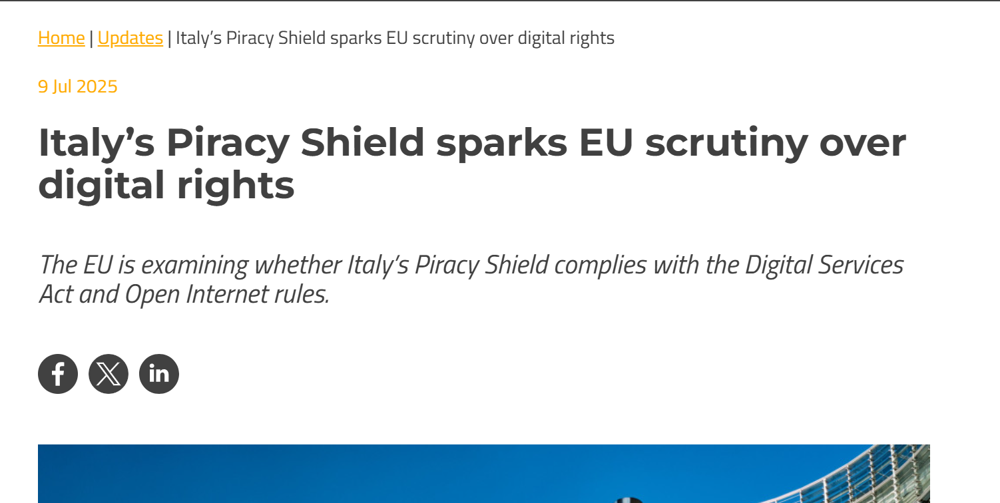 Home | Updates | Italy’s Piracy Shield sparks EU scrutiny over digital rights
9 Jul 2025
Italy’s Piracy Shield sparks EU scrutiny over
digital rights
The EU is examining whether Italy’s Piracy Shield complies with the Digital Services
Act and Open Internet rules.